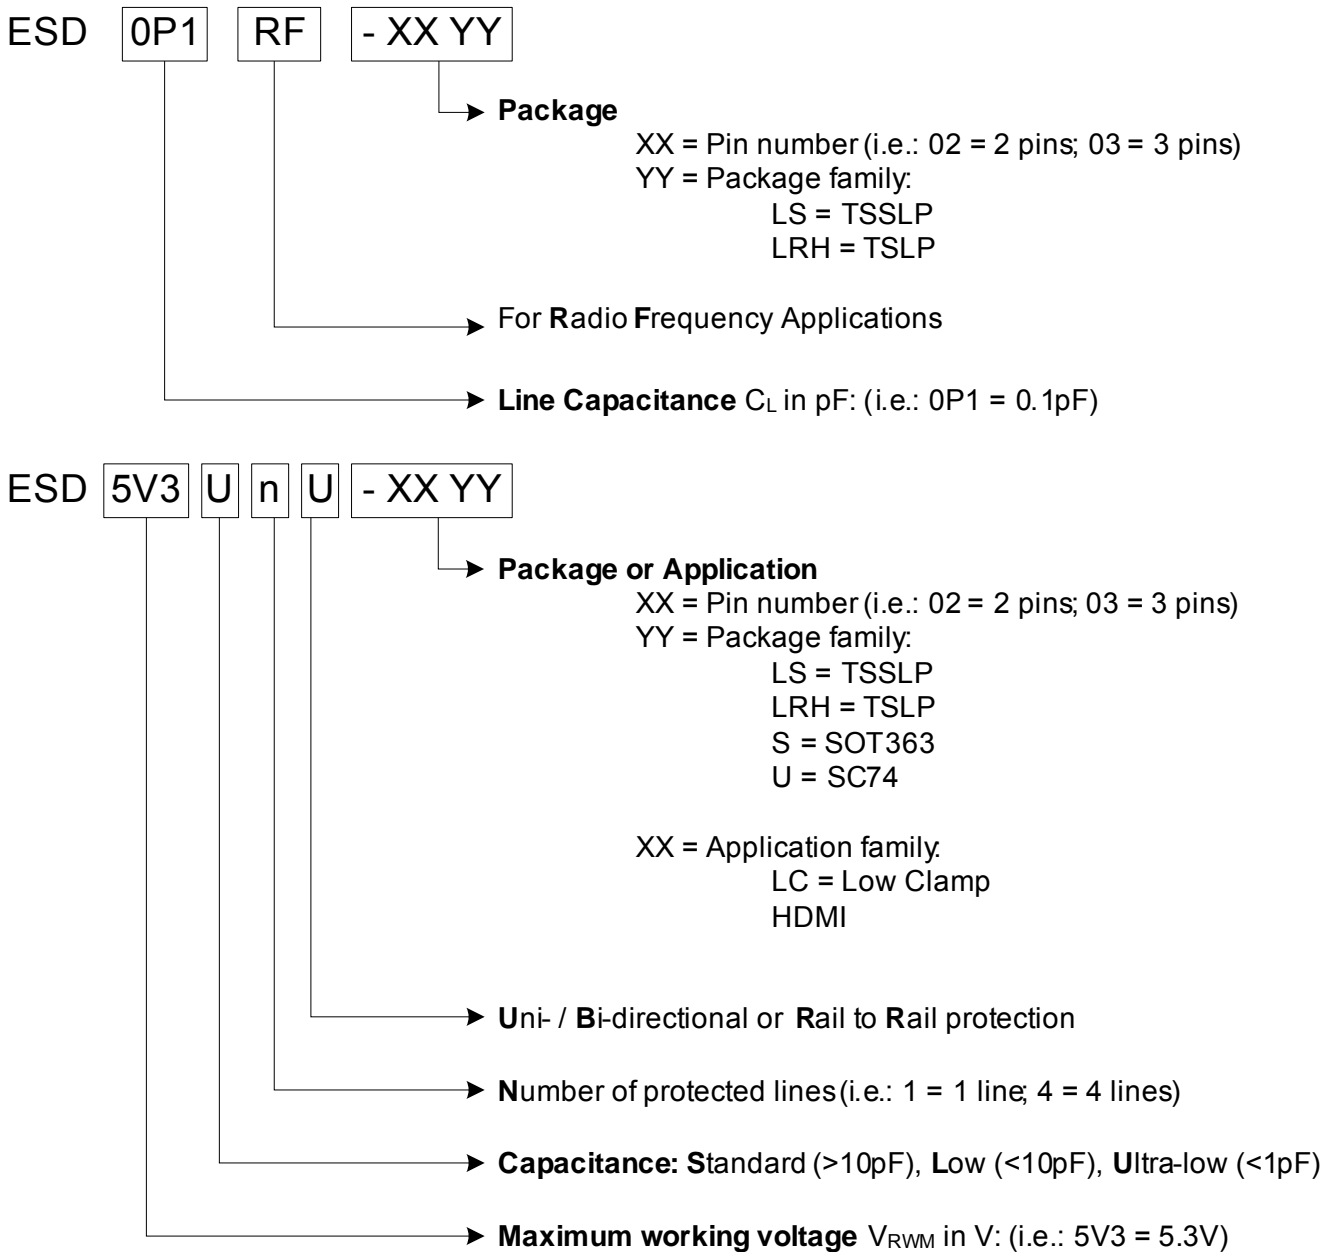 ESD 0P1 RF - XX YY
Package
XX = Pin number (i.e.: 02 = 2 pins; 03 = 3 pins)
YY = Package family:
LS = TSSLP
LRH = TSLP
For Radio Frequency Applications
Line Capacitance CL in pF: (i.e.: 0P1 = 0.1pF)
ESD 5V3 U n U - XX YY
Package or Application
XX = Pin number (i.e.: 02 = 2 pins; 03 = 3 pins)
YY = Package family:
LS = TSSLP
LRH = TSLP
S = SOT363
U = SC74
XX = Application family:
LC = Low Clamp
HDMI
Uni- / Bi-directional or Rail to Rail protection
Number of protected lines (i.e.: 1 = 1 line; 4 = 4 lines)
Capacitance: Standard (>10pF), Low (<10pF), Ultra-low (<1pF)
Maximum working voltage VRWM in V: (i.e.: 5V3 = 5.3V)